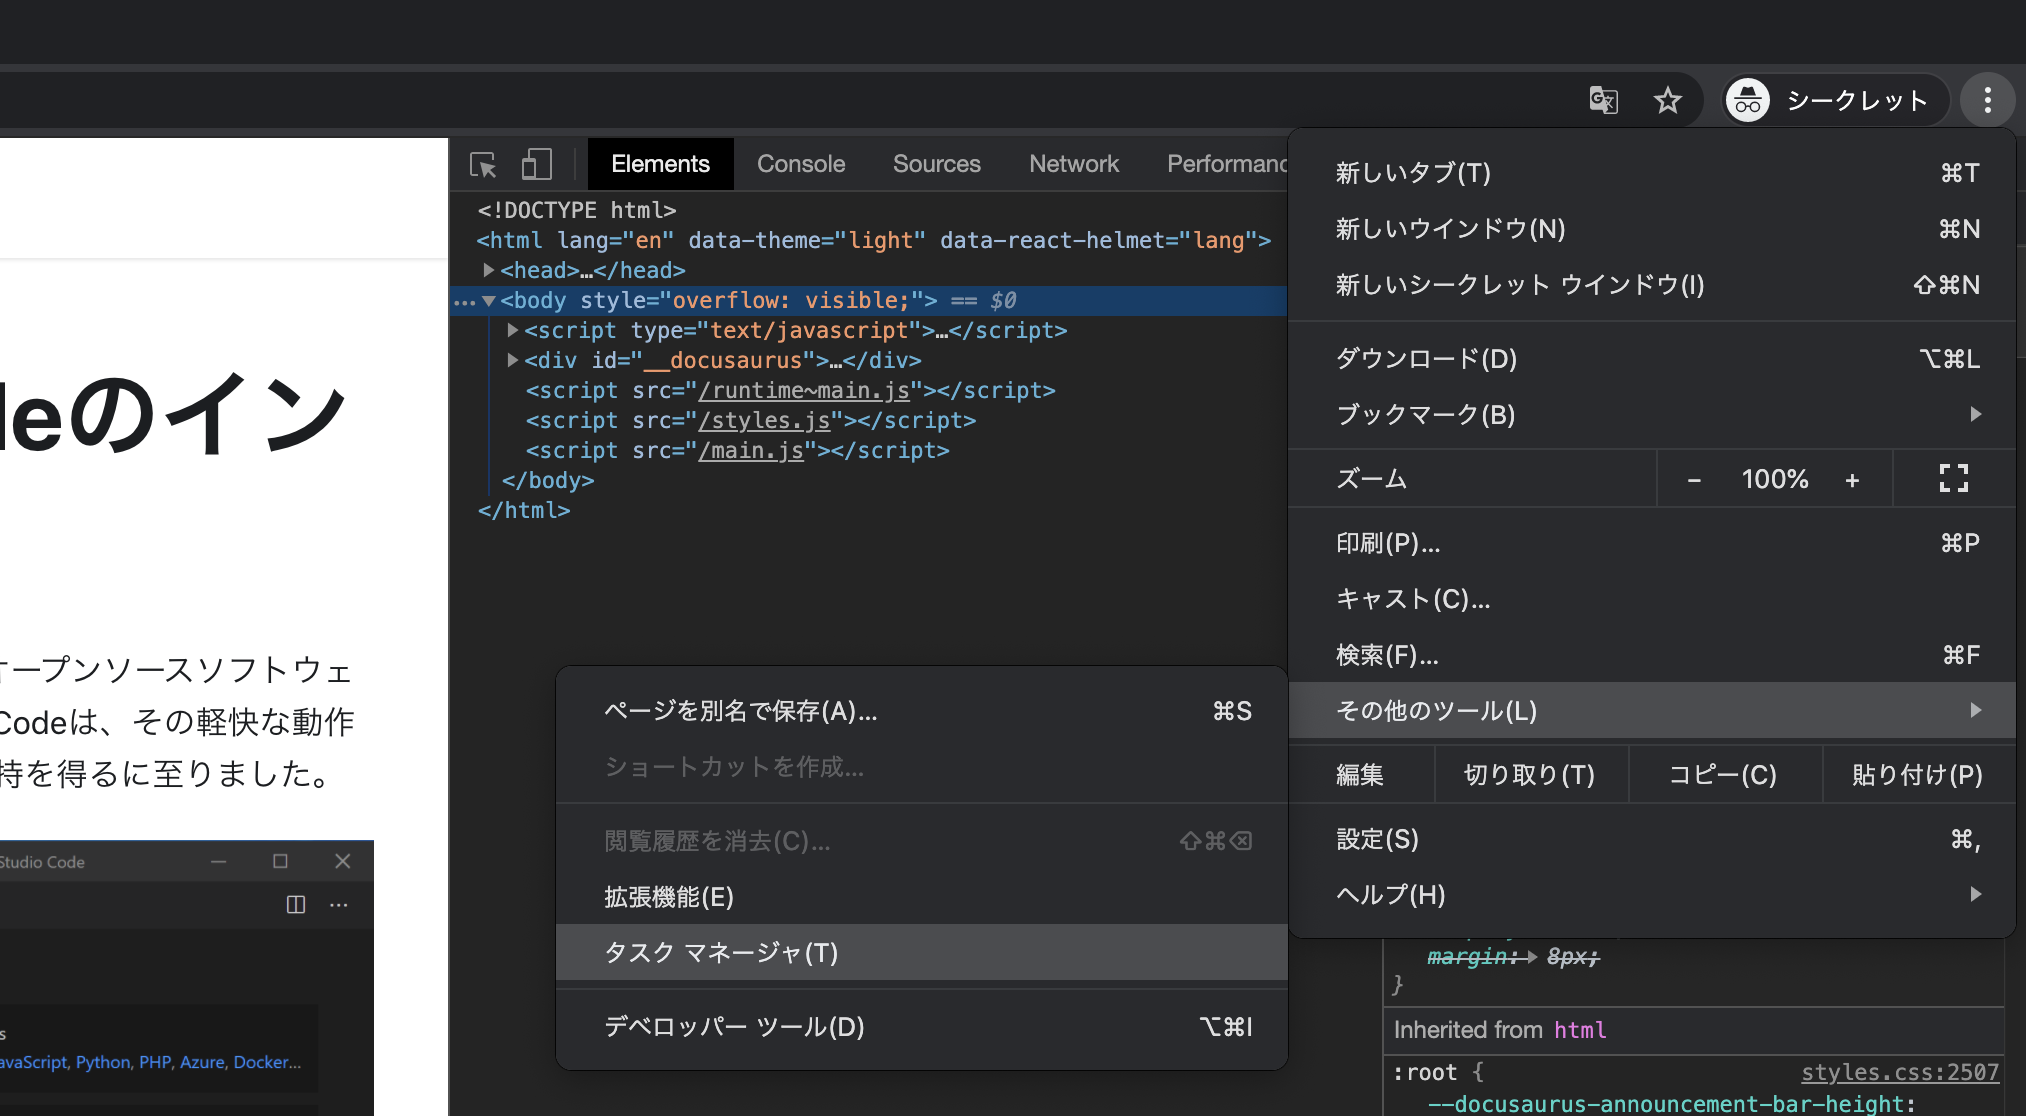 シークレット
Elements Console Sources Network
<!DOCTYPE html>
<html lang="en" data-theme="light" data-react-helmet="lang">
<head>…</head>
<body style="overflow: visible;"> == $0
<script type="text/javascript">…</script>
<div id="__docusaurus">…</div>
<script src="/runtime~main.js"></script>
<script src="/styles.js"></script>
<script src="/main.js"></script>
</body>
</html>
新しいタブ(T) ⌘T
新しいウインドウ(N) ⌘N
新しいシークレット ウインドウ(I) ⇧⌘N
ダウンロード(D) ⌥⌘L
ブックマーク(B)
ズーム − 100% +
印刷(P)... ⌘P
キャスト(C)...
検索(F)... ⌘F
その他のツール(L)
編集 切り取り(T) コピー(C) 貼り付け(P)
設定(S) ⌘,
ヘルプ(H)
ページを別名で保存(A)... ⌘S
ショートカットを作成...
閲覧履歴を消去(C)... ⇧⌘⌫
拡張機能(E)
タスク マネージャ(T)
デベロッパー ツール(D) ⌥⌘I
deのイン
オープンソースソフトウェ
Codeは、その軽快な動作
持を得るに至りました。
Studio Code
s
avaScript, Python, PHP, Azure, Docker...
margin: 8px;
}
Inherited from html
:root { styles.css:2507
--docusaurus-announcement-bar-height: